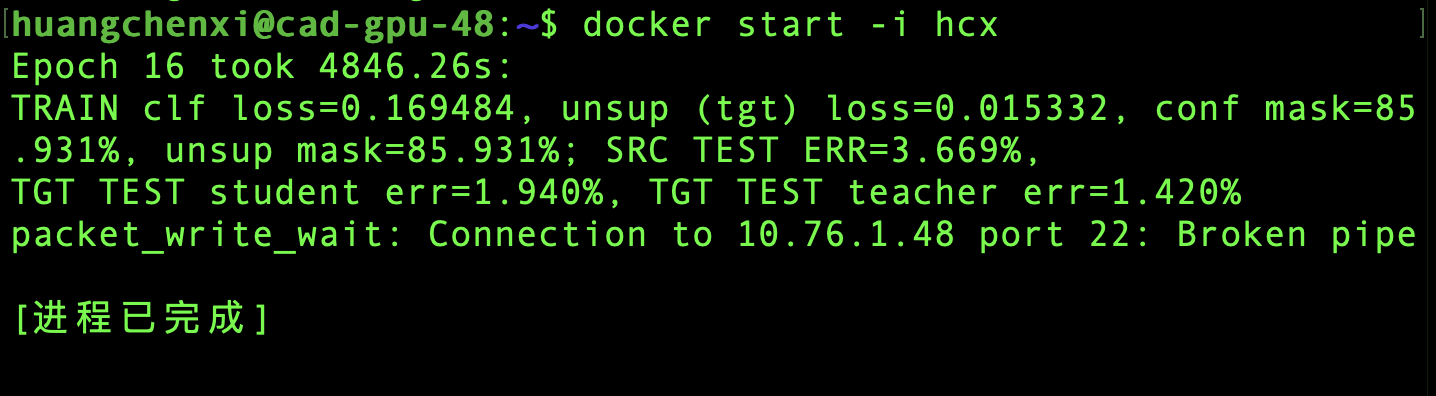 [huangchenxi@cad-gpu-48:~$ docker start -i hcx ]
Epoch 16 took 4846.26s:
TRAIN clf loss=0.169484, unsup (tgt) loss=0.015332, conf mask=85
.931%, unsup mask=85.931%; SRC TEST ERR=3.669%,
TGT TEST student err=1.940%, TGT TEST teacher err=1.420%
packet_write_wait: Connection to 10.76.1.48 port 22: Broken pipe
[进程已完成]